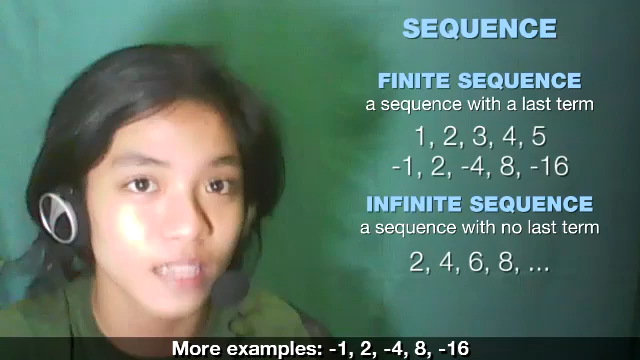 SEQUENCE
FINITE SEQUENCE
a sequence with a last term
1, 2, 3, 4, 5
-1, 2, -4, 8, -16
INFINITE SEQUENCE
a sequence with no last term
2, 4, 6, 8, ...
More examples: -1, 2, -4, 8, -16